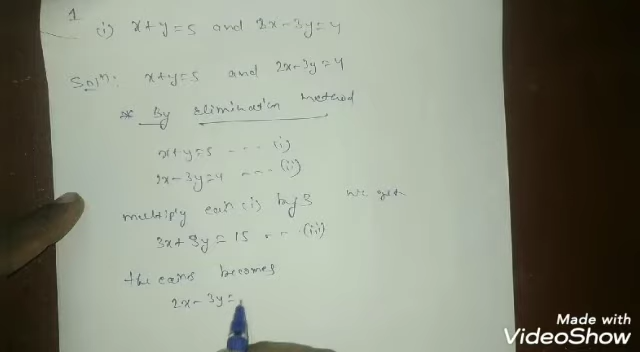 1
(i) x+y=5 and 2x-3y=4
Soln: x+y=5 and 2x-3y=4
* By elimination method
x+y=5 --- (i)
2x-3y=4 --- (ii)
multiply eqn (i) by 3 we get
3x+3y=15 --- (iii)
the eqns becomes
2x-3y=
Made with
VideoShow